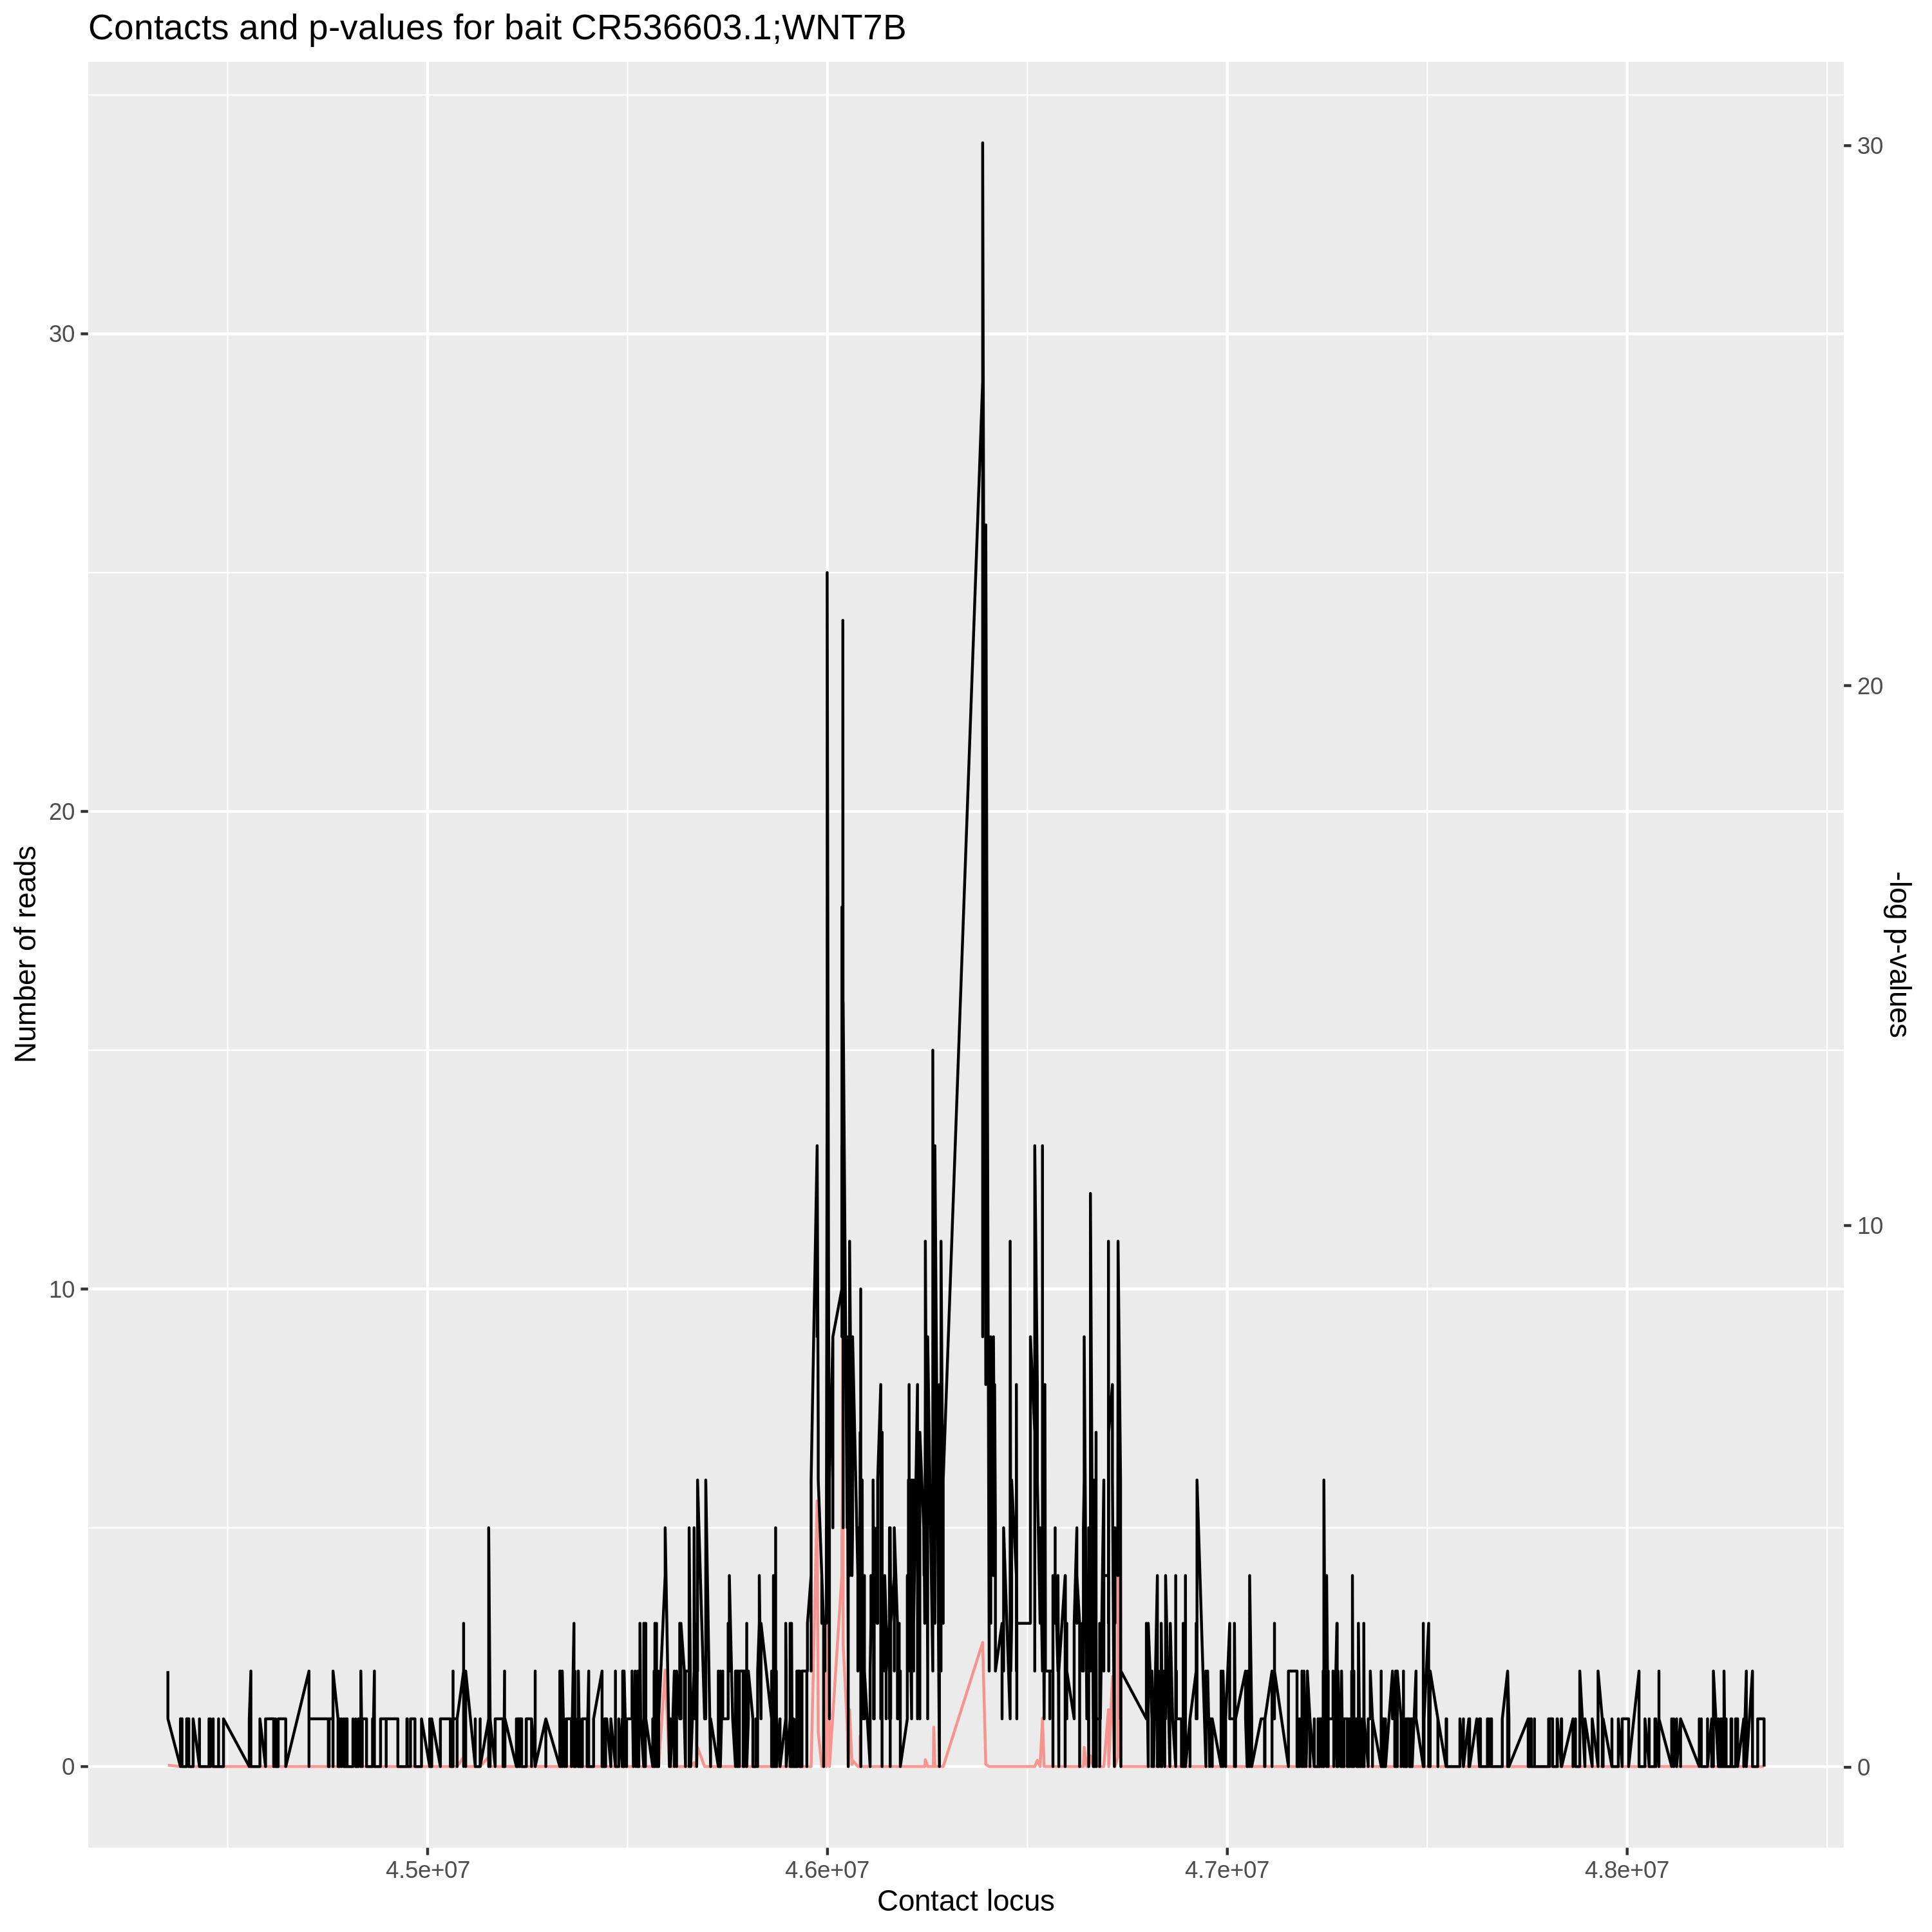 Contacts and p-values for bait CR536603.1;WNT7B
30
20
10
0
Number of reads
30
20
10
0
-log p-values
4.5e+07
4.6e+07
4.7e+07
4.8e+07
Contact locus